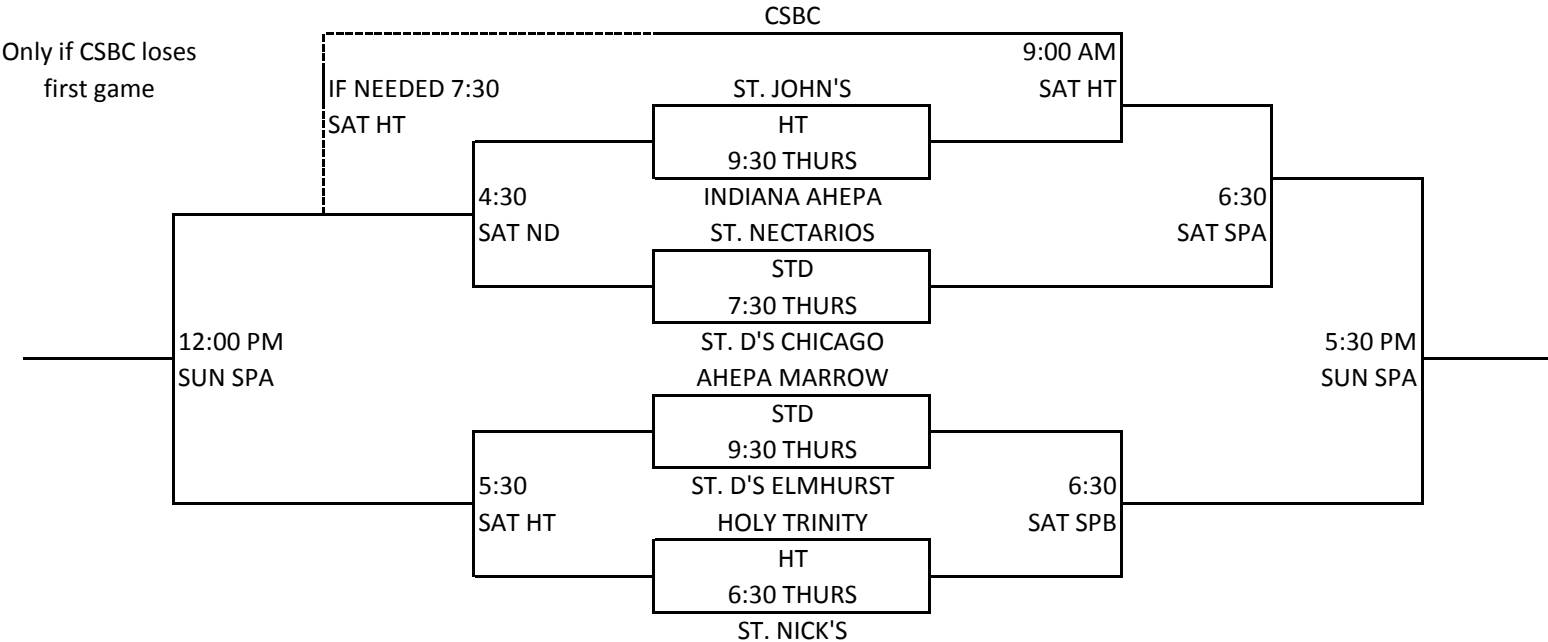 CSBC
Only if CSBC loses
first game
9:00 AM
SAT HT
IF NEEDED 7:30
SAT HT
ST. JOHN'S
HT
9:30 THURS
INDIANA AHEPA
4:30
SAT ND
6:30
SAT SPA
ST. NECTARIOS
STD
7:30 THURS
ST. D'S CHICAGO
12:00 PM
SUN SPA
5:30 PM
SUN SPA
AHEPA MARROW
STD
9:30 THURS
ST. D'S ELMHURST
5:30
SAT HT
6:30
SAT SPB
HOLY TRINITY
HT
6:30 THURS
ST. NICK'S